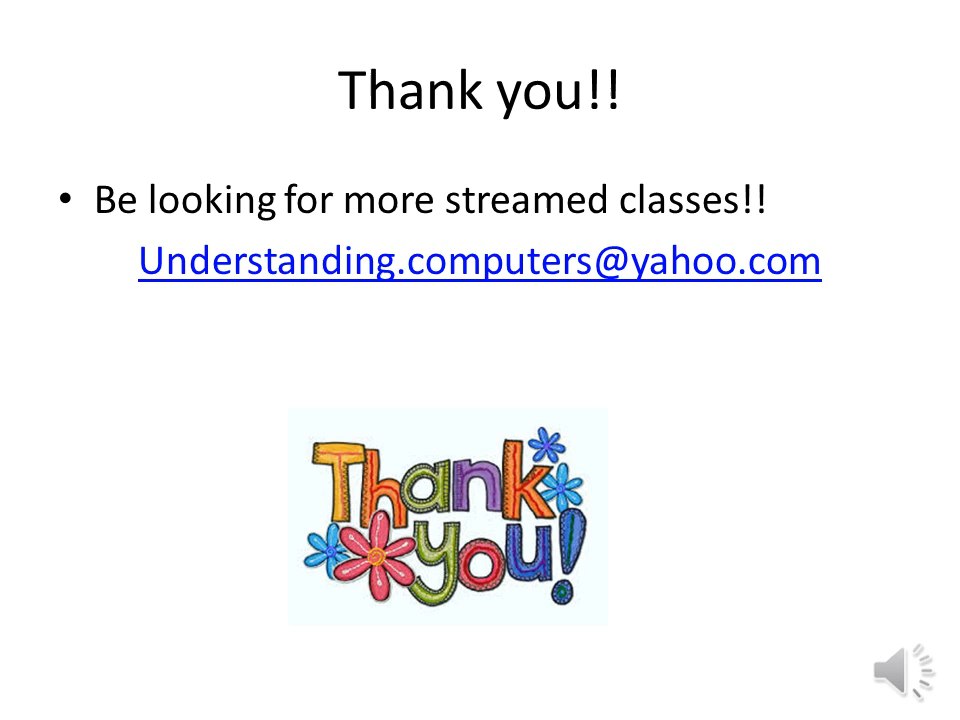 Thank you!!
• Be looking for more streamed classes!!
Understanding.computers@yahoo.com
Thank
you!